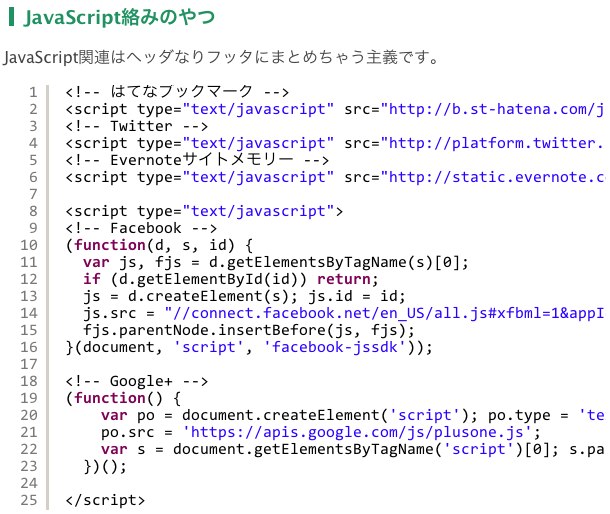 JavaScript絡みのやつ
JavaScript関連はヘッダなりフッタにまとめちゃう主義です。
1 <!-- はてなブックマーク -->
2 <script type="text/javascript" src="http://b.st-hatena.com/j
3 <!-- Twitter -->
4 <script type="text/javascript" src="http://platform.twitter.
5 <!-- Evernoteサイトメモリー -->
6 <script type="text/javascript" src="http://static.evernote.c
7
8 <script type="text/javascript">
9 <!-- Facebook -->
10 (function(d, s, id) {
11   var js, fjs = d.getElementsByTagName(s)[0];
12   if (d.getElementById(id)) return;
13   js = d.createElement(s); js.id = id;
14   js.src = "//connect.facebook.net/en_US/all.js#xfbml=1&appI
15   fjs.parentNode.insertBefore(js, fjs);
16 }(document, 'script', 'facebook-jssdk'));
17
18 <!-- Google+ -->
19 (function() {
20     var po = document.createElement('script'); po.type = 'te
21     po.src = 'https://apis.google.com/js/plusone.js';
22     var s = document.getElementsByTagName('script')[0]; s.pa
23   })();
24
25 </script>